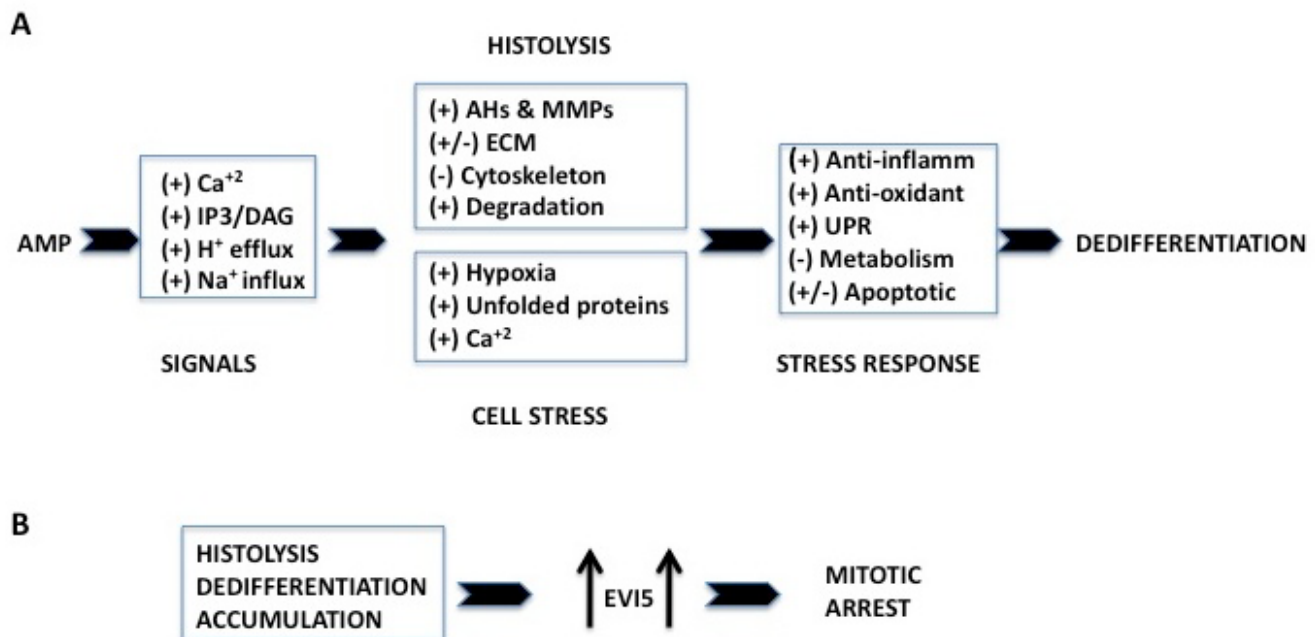 A
HISTOLYSIS
(+) AHs & MMPs
(+/-) ECM
(-) Cytoskeleton
(+) Degradation
(+) Ca+2
(+) IP3/DAG
(+) H+ efflux
(+) Na+ influx
(+) Anti-inflamm
(+) Anti-oxidant
(+) UPR
(-) Metabolism
(+/-) Apoptotic
AMP
DEDIFFERENTIATION
(+) Hypoxia
(+) Unfolded proteins
(+) Ca+2
SIGNALS
STRESS RESPONSE
CELL STRESS
B
HISTOLYSIS
DEDIFFERENTIATION
ACCUMULATION
EVI5
MITOTIC
ARREST